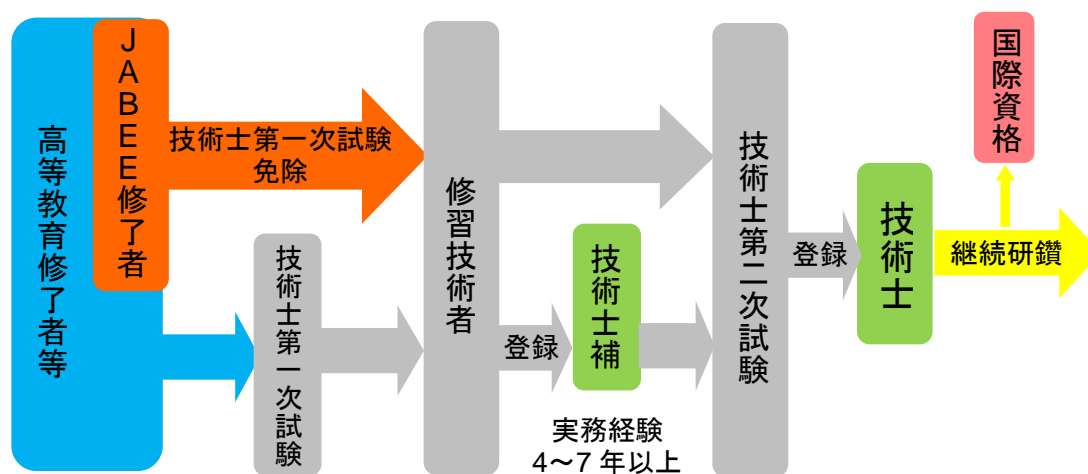 高等教育修了者等
JABEE修了者
技術士第一次試験
免除
技術士第一次試験
修習技術者
登録
技術士補
実務経験
4～7 年以上
技術士第二次試験
登録
技術士
国際資格
継続研鑽